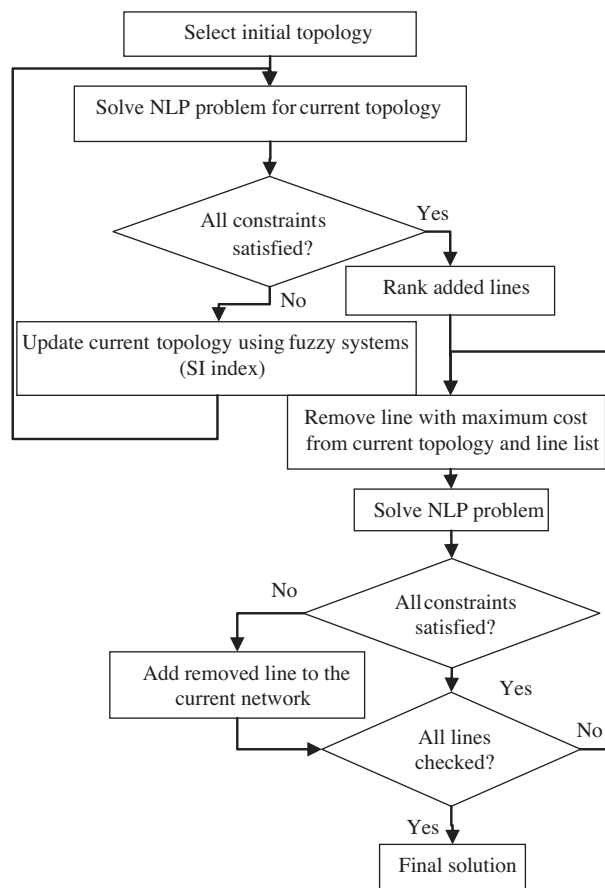 Select initial topology
Solve NLP problem for current topology
All constraints
satisfied?
Yes
No
Rank added lines
Update current topology using fuzzy systems
(SI index)
Remove line with maximum cost
from current topology and line list
Solve NLP problem
No
All constraints
satisfied?
Add removed line to the
current network
Yes
All lines
checked?
No
Yes
Final solution